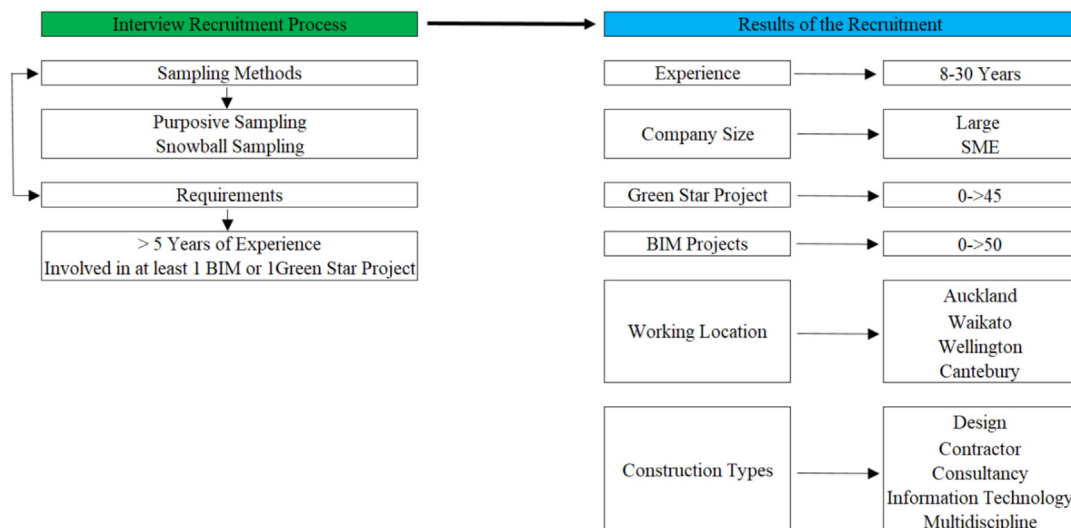 Interview Recruitment Process
Sampling Methods
Purposive Sampling
Snowball Sampling
Requirements
> 5 Years of Experience
Involved in at least 1 BIM or 1Green Star Project
Results of the Recruitment
Experience
8-30 Years
Company Size
Large
SME
Green Star Project
0->45
BIM Projects
0->50
Working Location
Auckland
Waikato
Wellington
Cantebury
Construction Types
Design
Contractor
Consultancy
Information Technology
Multidiscipline